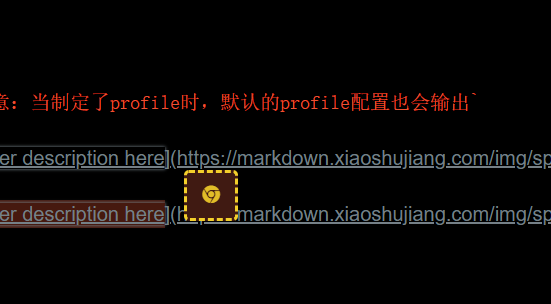 意：当制定了profile时，默认的profile配置也会输出`
er description here](https://markdown.xiaoshujiang.com/img/sp
er description here](h markdown.xiaoshujiang.com/img/sp